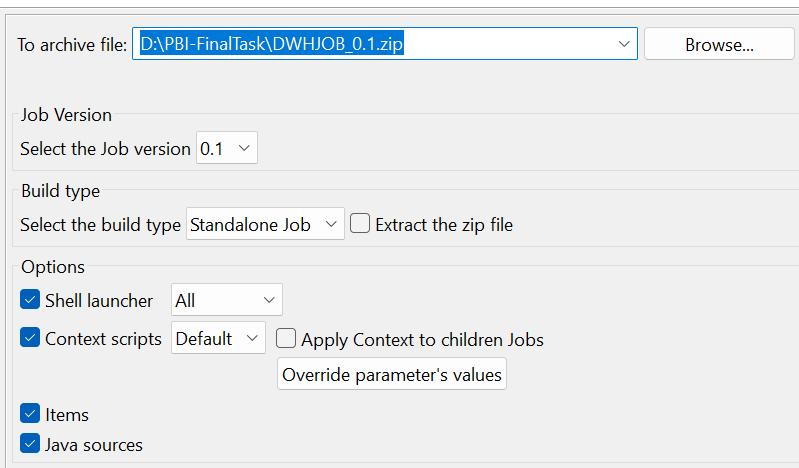 To archive file: D:\PBI-FinalTask\DWHJOB_0.1.zip Browse...
Job Version
Select the Job version 0.1
Build type
Select the build type Standalone Job Extract the zip file
Options
Shell launcher All
Context scripts Default Apply Context to children Jobs
Override parameter's values
Items
Java sources